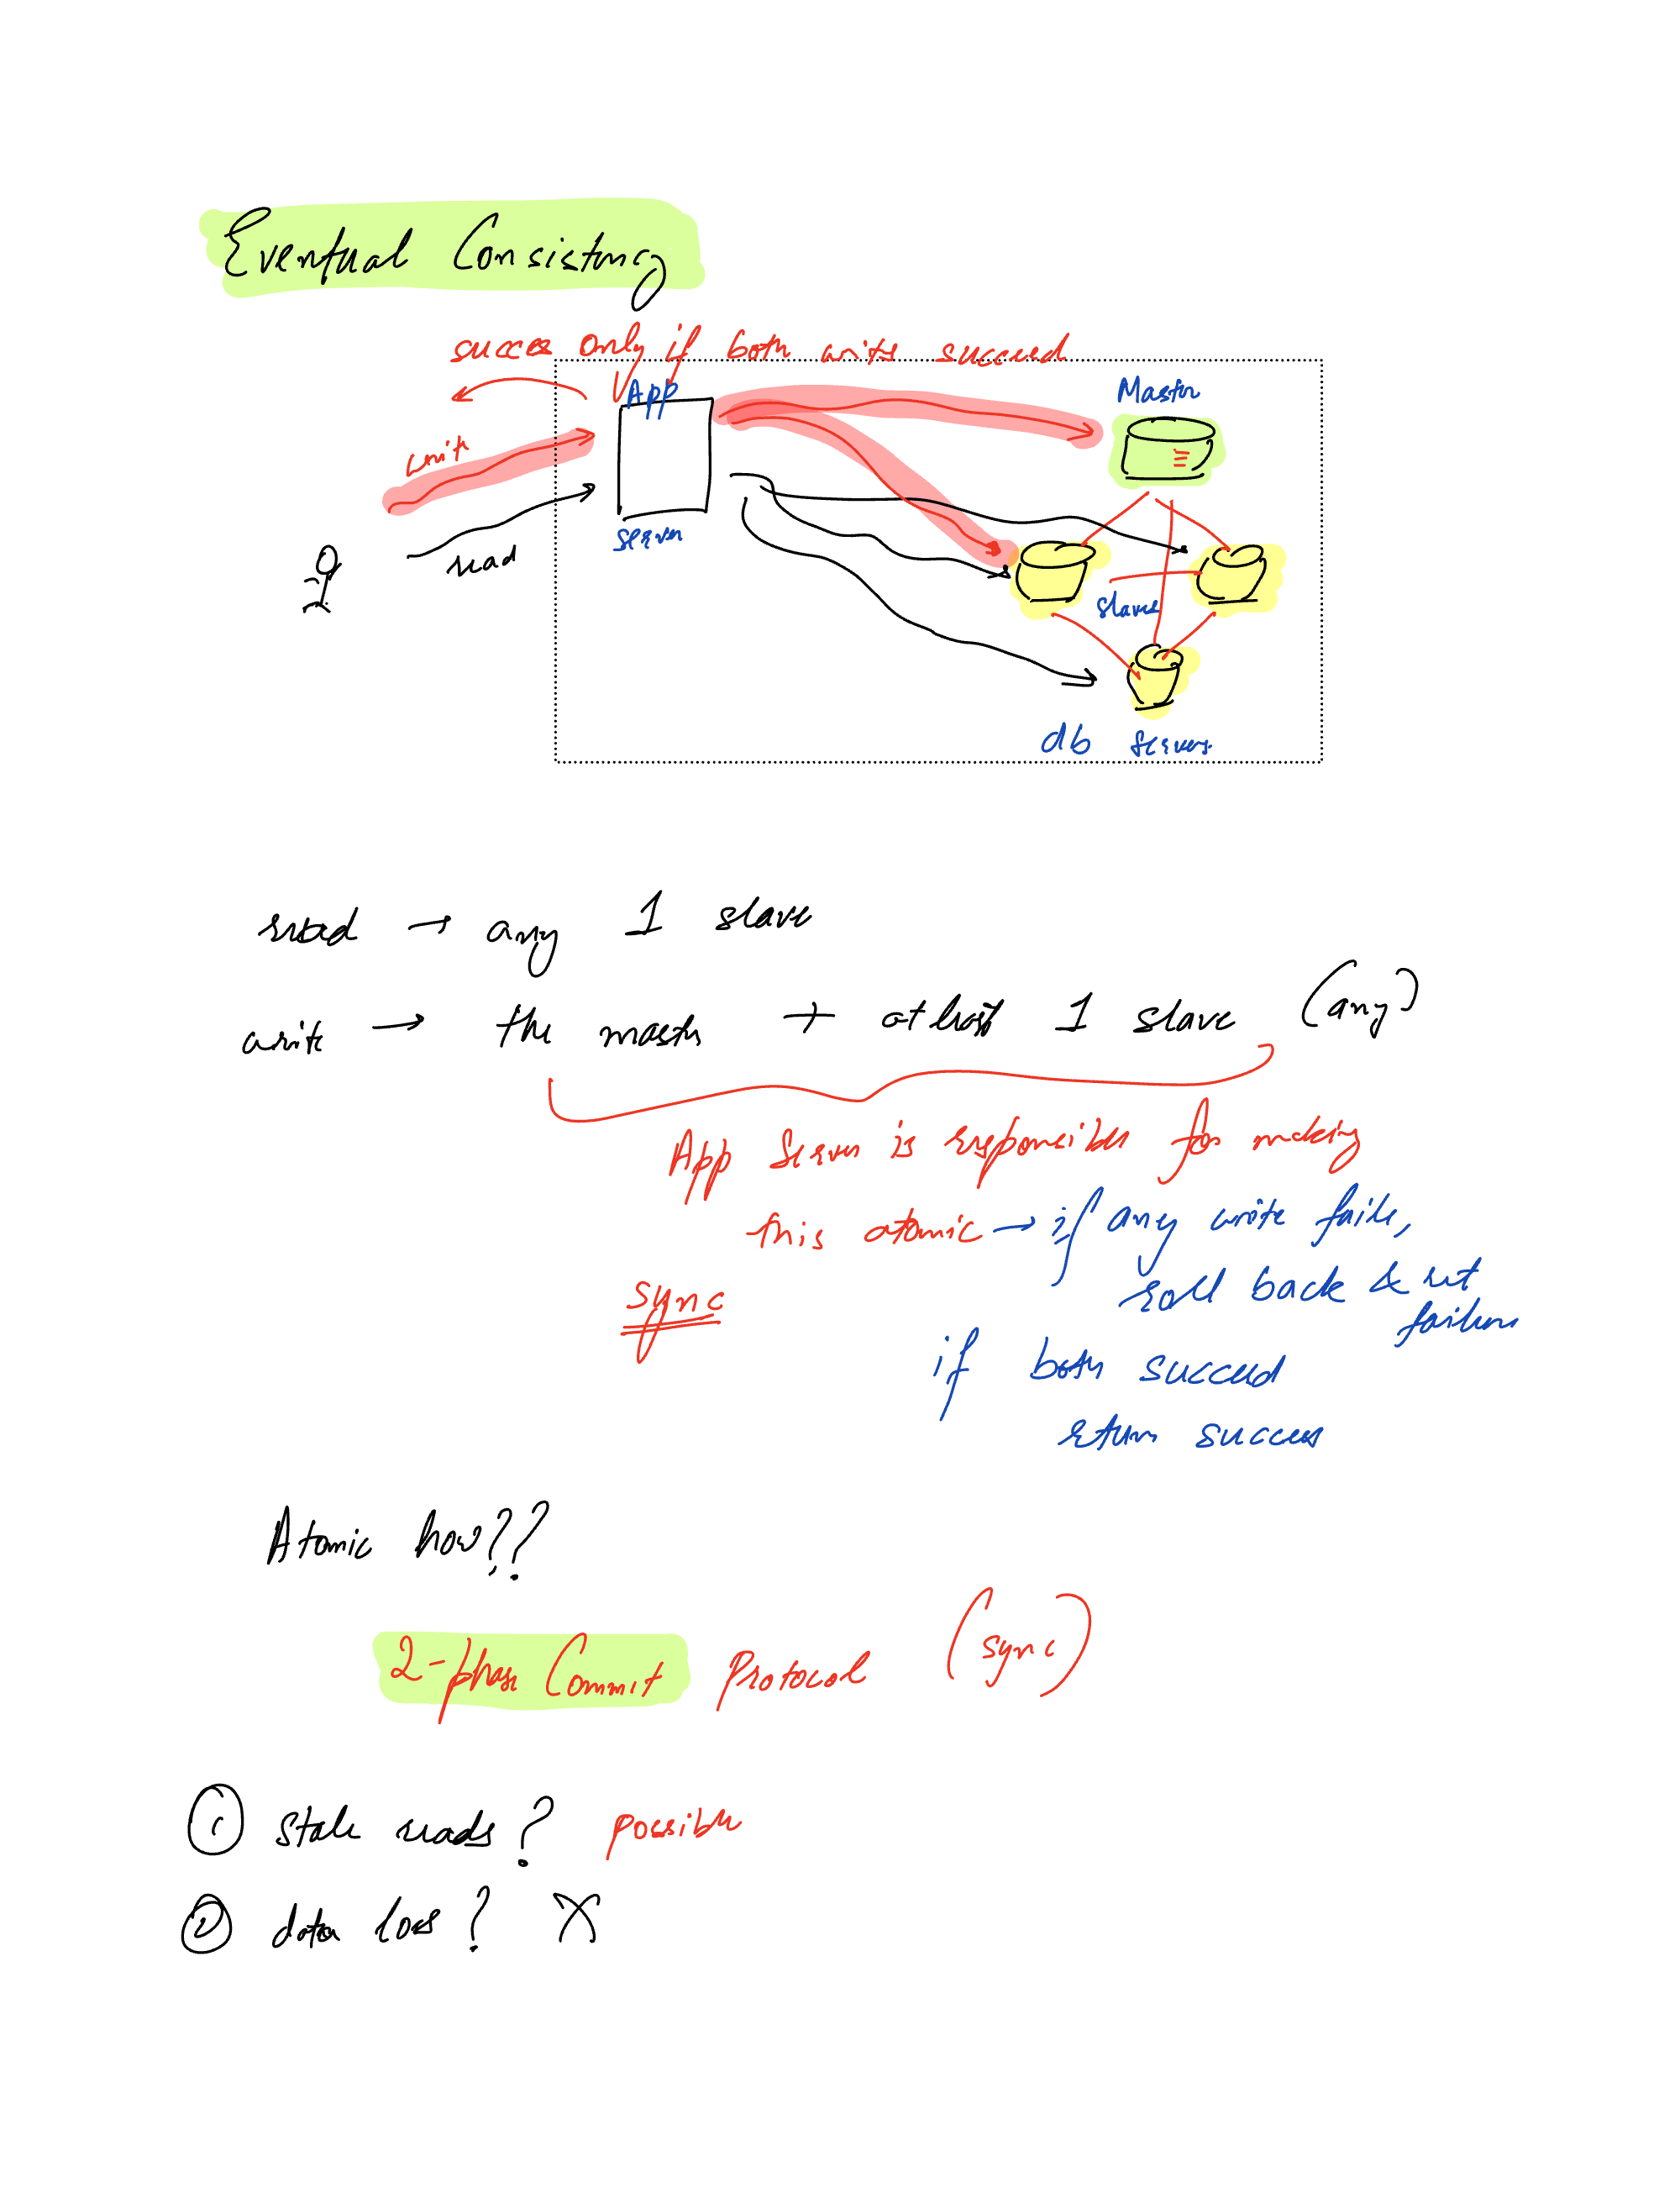 Eventual Consistency
success only if both write succeed
App
Master
write
Server
read
slave
db servers
read → any 1 slave
write → the master + atleast 1 slave (any)
App Server is responsible for making
this atomic → if any write fails,
roll back & ret
failure
sync
if both succeed
return success
Atomic how??
2-phase Commit Protocol (sync)
① Stale reads? possible
② data loss? X